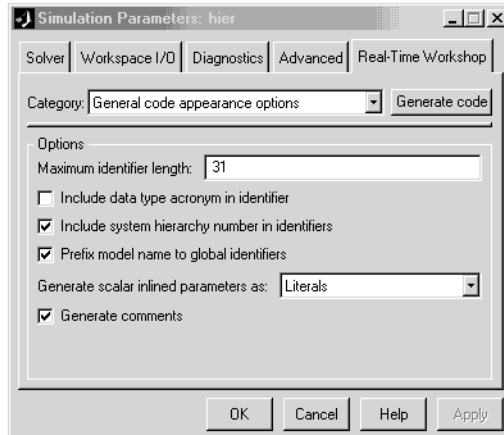 Simulation Parameters: hier
Solver Workspace I/O Diagnostics Advanced Real-Time Workshop
Category: General code appearance options Generate code
Options
Maximum identifier length: 31
Include data type acronym in identifier
Include system hierarchy number in identifiers
Prefix model name to global identifiers
Generate scalar inlined parameters as: Literals
Generate comments
OK Cancel Help Apply